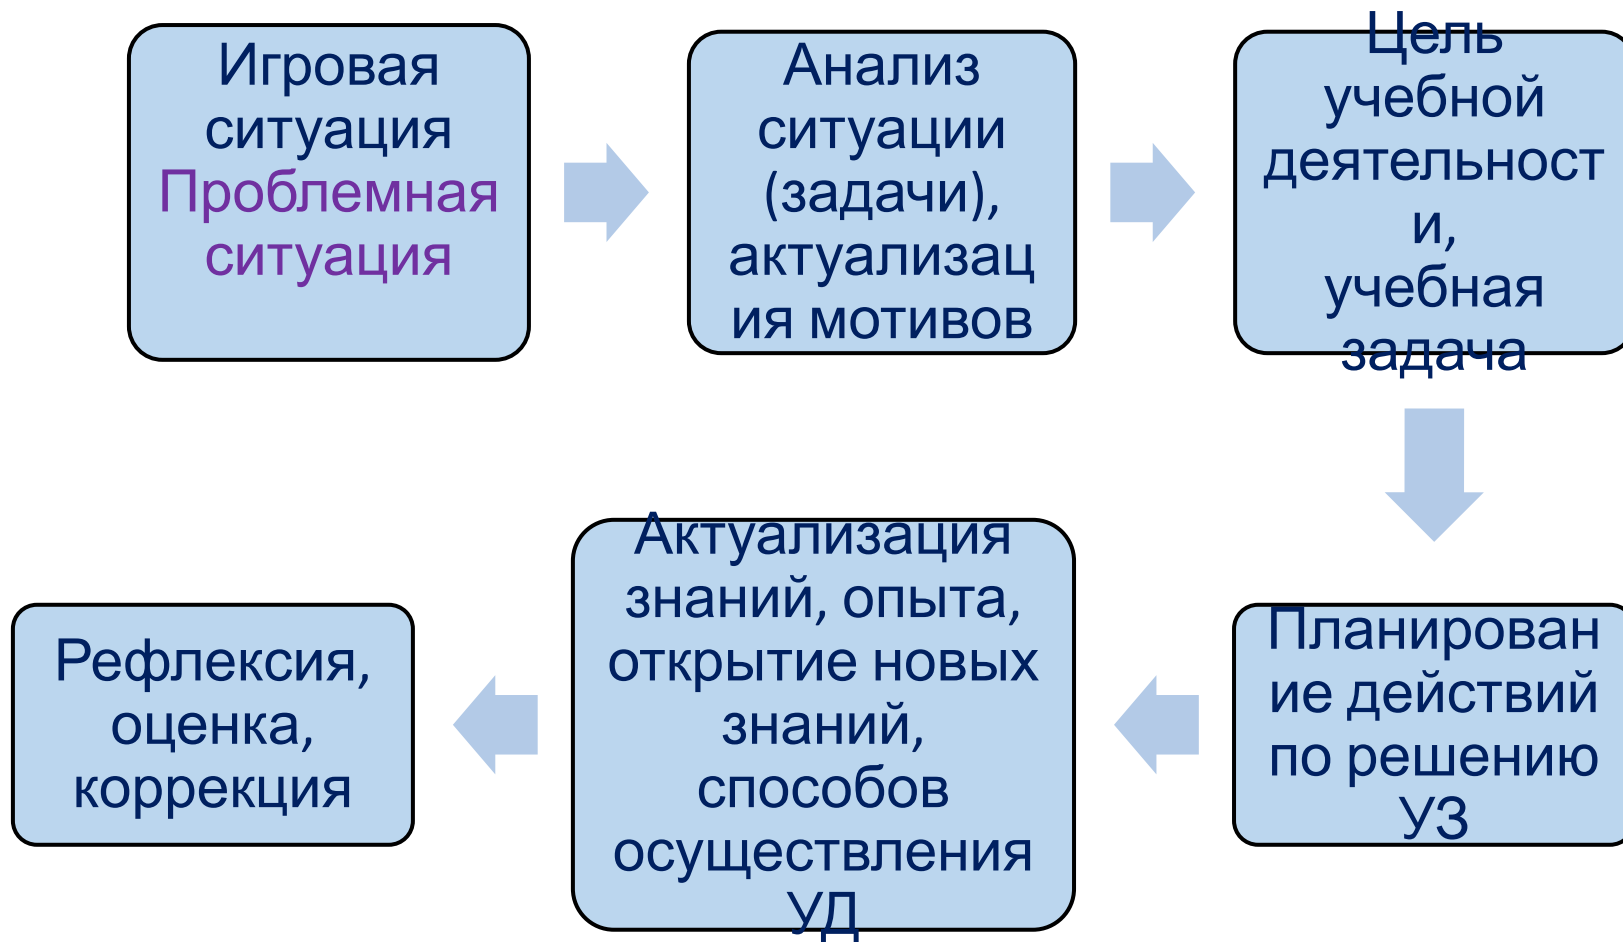 Игровая
ситуация
Проблемная
ситуация
Анализ
ситуации
(задачи),
актуализац
ия мотивов
Цель
учебной
деятельност
и,
учебная
задача
Планирован
ие действий
по решению
УЗ
Актуализация
знаний, опыта,
открытие новых
знаний,
способов
осуществления
УД
Рефлексия,
оценка,
коррекция